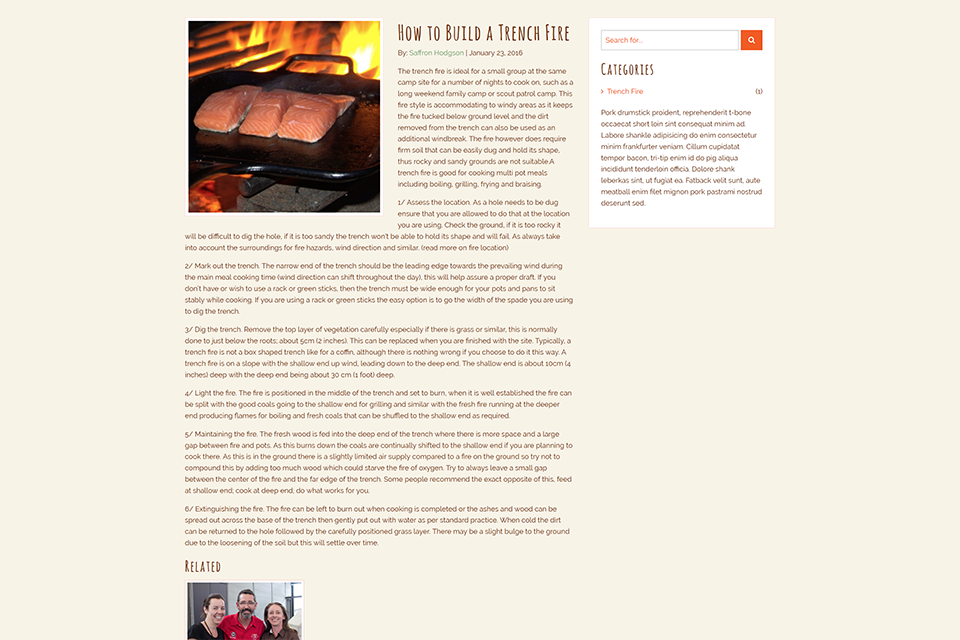 How to Build a Trench Fire
By: Saffron Hodgson | January 23, 2016
The trench fire is ideal for a small group at the same
camp site for a number of nights to cook on, such as a
long weekend family camp or scout patrol camp. This
fire style is accommodating to windy areas as it keeps
the fire tucked below ground level and the dirt
removed from the trench can also be used as an
additional windbreak. The fire however does require
firm soil that can be easily dug and hold its shape,
thus rocky and sandy grounds are not suitable.A
trench fire is good for cooking multi pot meals
including boiling, grilling, frying and braising.
1/ Assess the location. As a hole needs to be dug
ensure that you are allowed to do that at the location
you are using. Check the ground, if it is too rocky it
will be difficult to dig the hole, if it is too sandy the trench won't be able to hold its shape and will fail. As always take
into account the surroundings for fire hazards, wind direction and similar. (read more on fire location)
2/ Mark out the trench. The narrow end of the trench should be the leading edge towards the prevailing wind during
the main meal cooking time (wind direction can shift throughout the day), this will help assure a proper draft. If you
don't have or wish to use a rack or green sticks, then the trench must be wide enough for your pots and pans to sit
stably while cooking. If you are using a rack or green sticks the easy option is to go the width of the spade you are using
to dig the trench.
3/ Dig the trench. Remove the top layer of vegetation carefully especially if there is grass or similar, this is normally
done to just below the roots; about 5cm (2 inches). This can be replaced when you are finished with the site. Typically, a
trench fire is not a box shaped trench like for a coffin, although there is nothing wrong if you choose to do it this way. A
trench fire is on a slope with the shallow end up wind, leading down to the deep end. The shallow end is about 10cm (4
inches) deep with the deep end being about 30 cm (1 foot) deep.
4/ Light the fire. The fire is positioned in the middle of the trench and set to burn, when it is well established the fire can
be split with the good coals going to the shallow end for grilling and similar with the fresh fire running at the deeper
end producing flames for boiling and fresh coals that can be shuffled to the shallow end as required.
5/ Maintaining the fire. The fresh wood is fed into the deep end of the trench where there is more space and a large
gap between fire and pots. As this burns down the coals are continually shifted to the shallow end if you are planning to
cook there. As this is in the ground there is a slightly limited air supply compared to a fire on the ground so try not to
compound this by adding too much wood which could starve the fire of oxygen. Try to always leave a small gap
between the center of the fire and the far edge of the trench. Some people recommend the exact opposite of this, feed
at shallow end; cook at deep end; do what works for you.
6/ Extinguishing the fire. The fire can be left to burn out when cooking is completed or the ashes and wood can be
spread out across the base of the trench then gently put out with water as per standard practice. When cold the dirt
can be returned to the hole followed by the carefully positioned grass layer. There may be a slight bulge to the ground
due to the loosening of the soil but this will settle over time.
Related
Search for...
Categories
Trench Fire (1)
Pork drumstick proident, reprehenderit t-bone
occaecat short loin sint consequat minim ad.
Labore shankle adipisicing do enim consectetur
minim frankfurter veniam. Cillum cupidatat
tempor bacon, tri-tip enim id do pig aliqua
incididunt tenderloin officia. Dolore shank
leberkas sint, ut fugiat ea. Fatback velit sunt, aute
meatball enim filet mignon pork pastrami nostrud
deserunt sed.